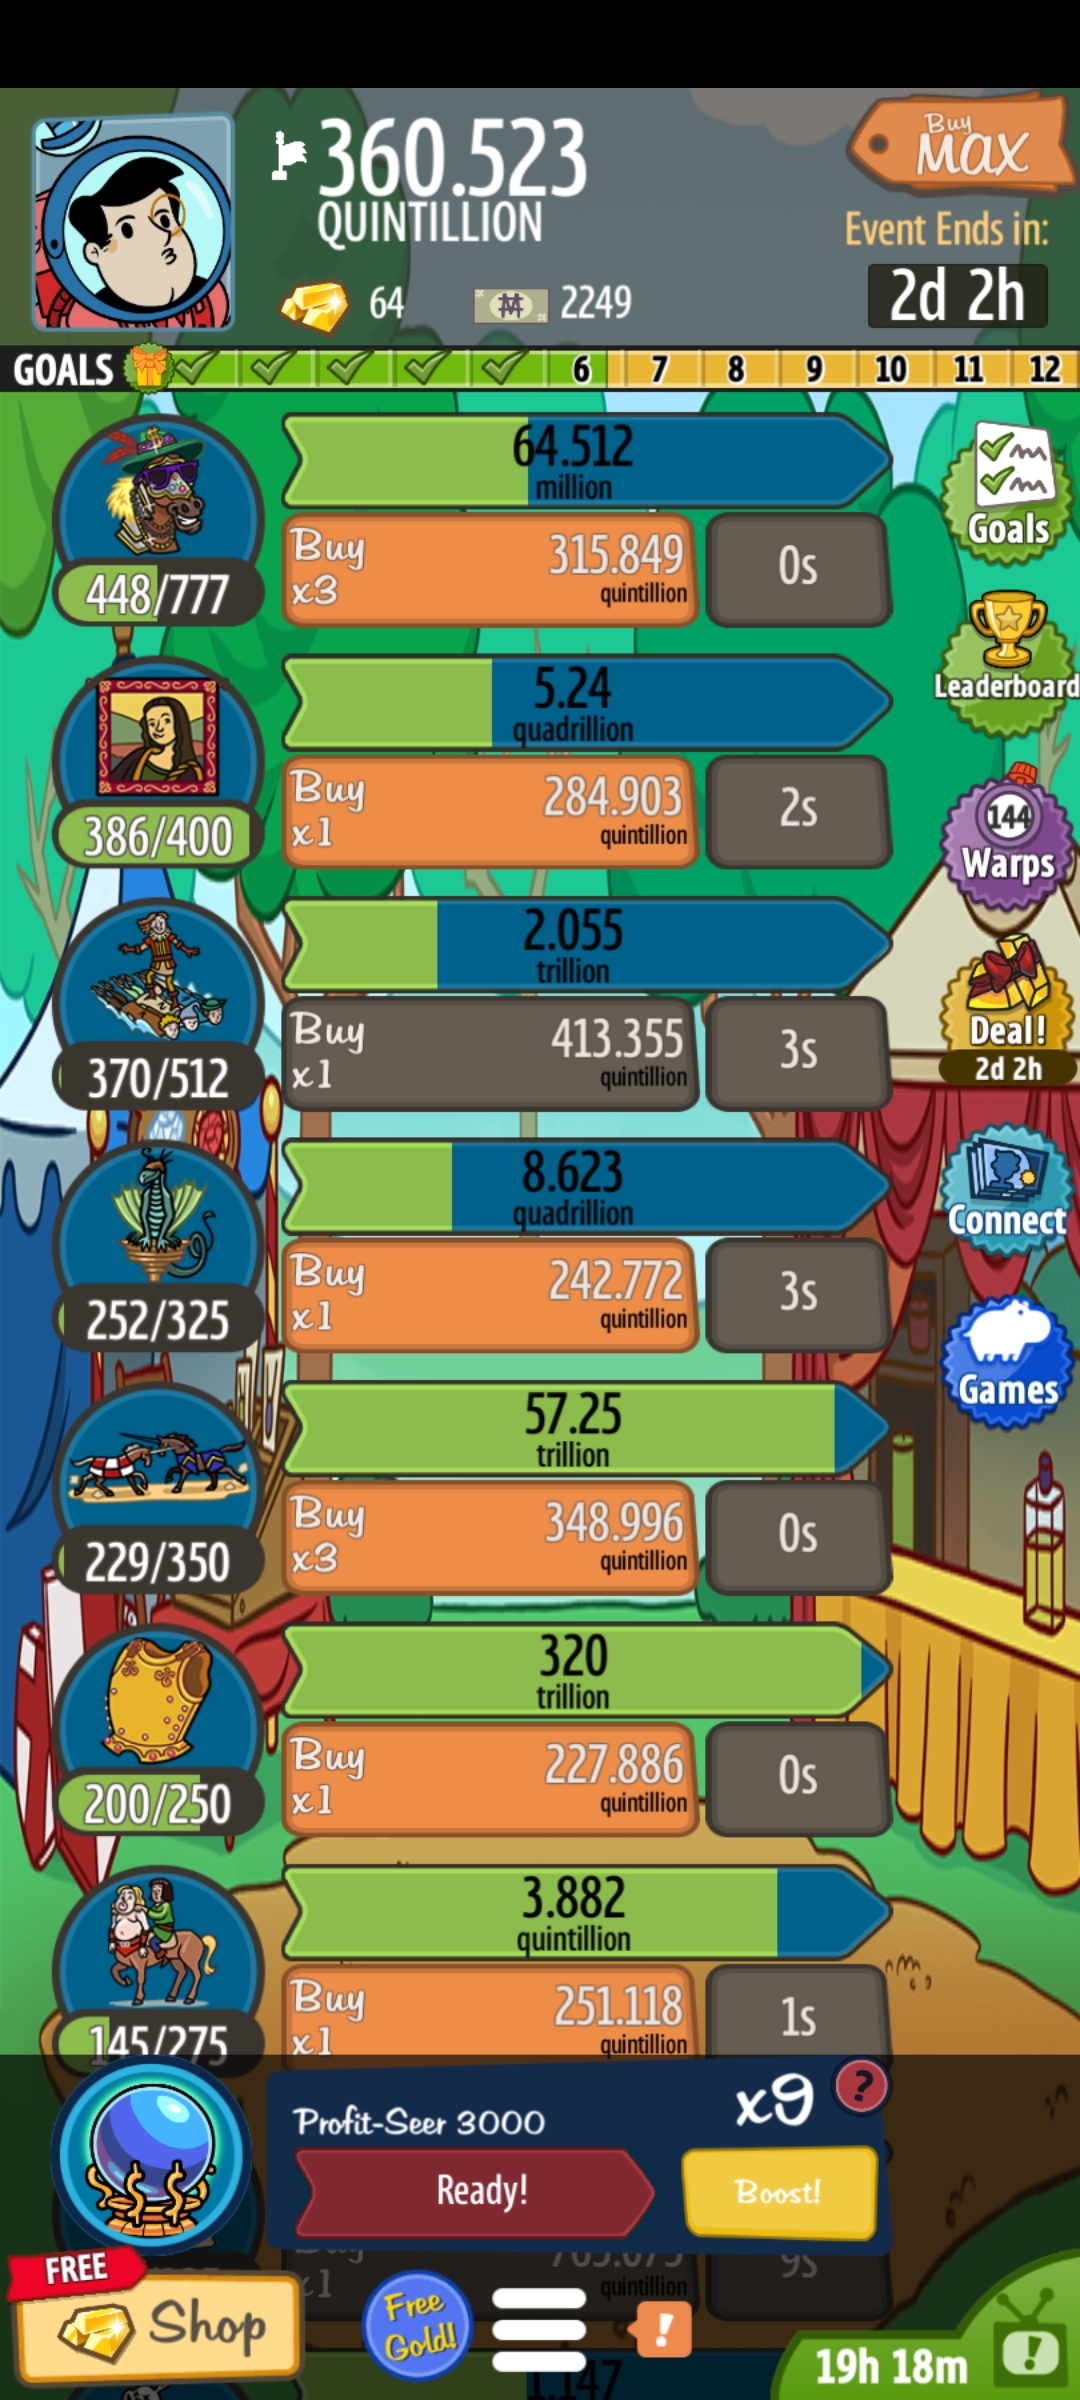 360.523
QUINTILLION
Buy
MAX
Event Ends in:
2d 2h
64
2249
GOALS 6 7 8 9 10 11 12
64.512
million
Buy
x3
315.849
quintillion
0s
448/777
Goals
5.24
quadrillion
Buy
x1
284.903
quintillion
2s
386/400
Leaderboard
144
Warps
2.055
trillion
Buy
x1
413.355
quintillion
3s
370/512
Deal!
2d 2h
8.623
quadrillion
Buy
x1
242.772
quintillion
3s
252/325
Connect
57.25
trillion
Buy
x3
348.996
quintillion
0s
229/350
Games
320
trillion
Buy
x1
227.886
quintillion
0s
200/250
3.882
quintillion
Buy
x1
251.118
quintillion
1s
145/275
Profit-Seer 3000
x9
?
Ready!
Boost!
x1
quintillion
9s
FREE
Shop
Free
Gold!
!
1.147
19h 18m
!